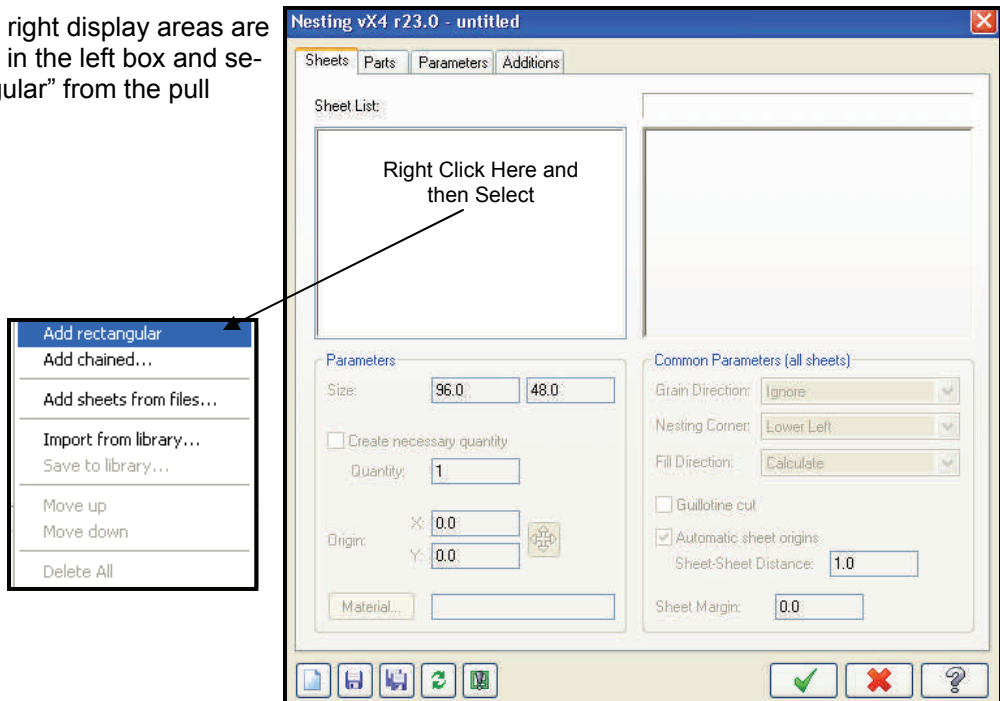 right display areas are
in the left box and se-
gular” from the pull
Nesting vX4 r23.0 - untitled
Sheets Parts Parameters Additions
Sheet List:
Right Click Here and
then Select
Add rectangular
Add chained...
Add sheets from files...
Import from library...
Save to library...
Move up
Move down
Delete All
Parameters
Size: 96.0 48.0
Create necessary quantity
Quantity: 1
Origin: X: 0.0
Y: 0.0
Material...
Common Parameters (all sheets)
Grain Direction: Ignore
Nesting Corner: Lower Left
Fill Direction: Calculate
Guillotine cut
Automatic sheet origins
Sheet-Sheet Distance: 1.0
Sheet Margin: 0.0